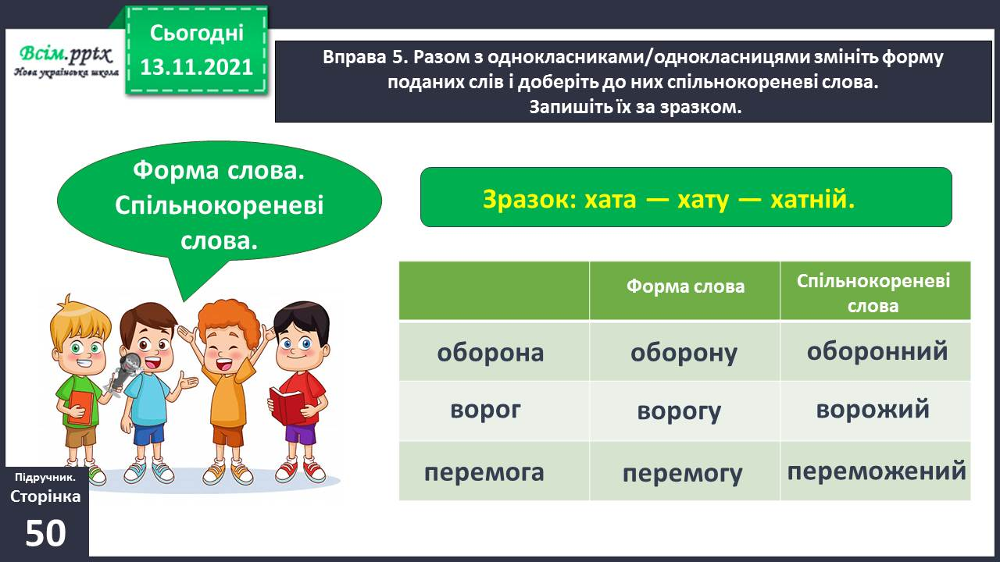 Всім.pptx
Нова українська школа
Сьогодні
13.11.2021
Вправа 5. Разом з однокласниками/однокласницями змініть форму
поданих слів і доберіть до них спільнокореневі слова.
Запишіть їх за зразком.
Форма слова.
Спільнокореневі
слова.
Зразок: хата — хату — хатній.
Форма слова
Спільнокореневі
слова
оборона оборону оборонний
ворог ворогу ворожий
перемога перемогу переможений
Підручник.
Сторінка
50